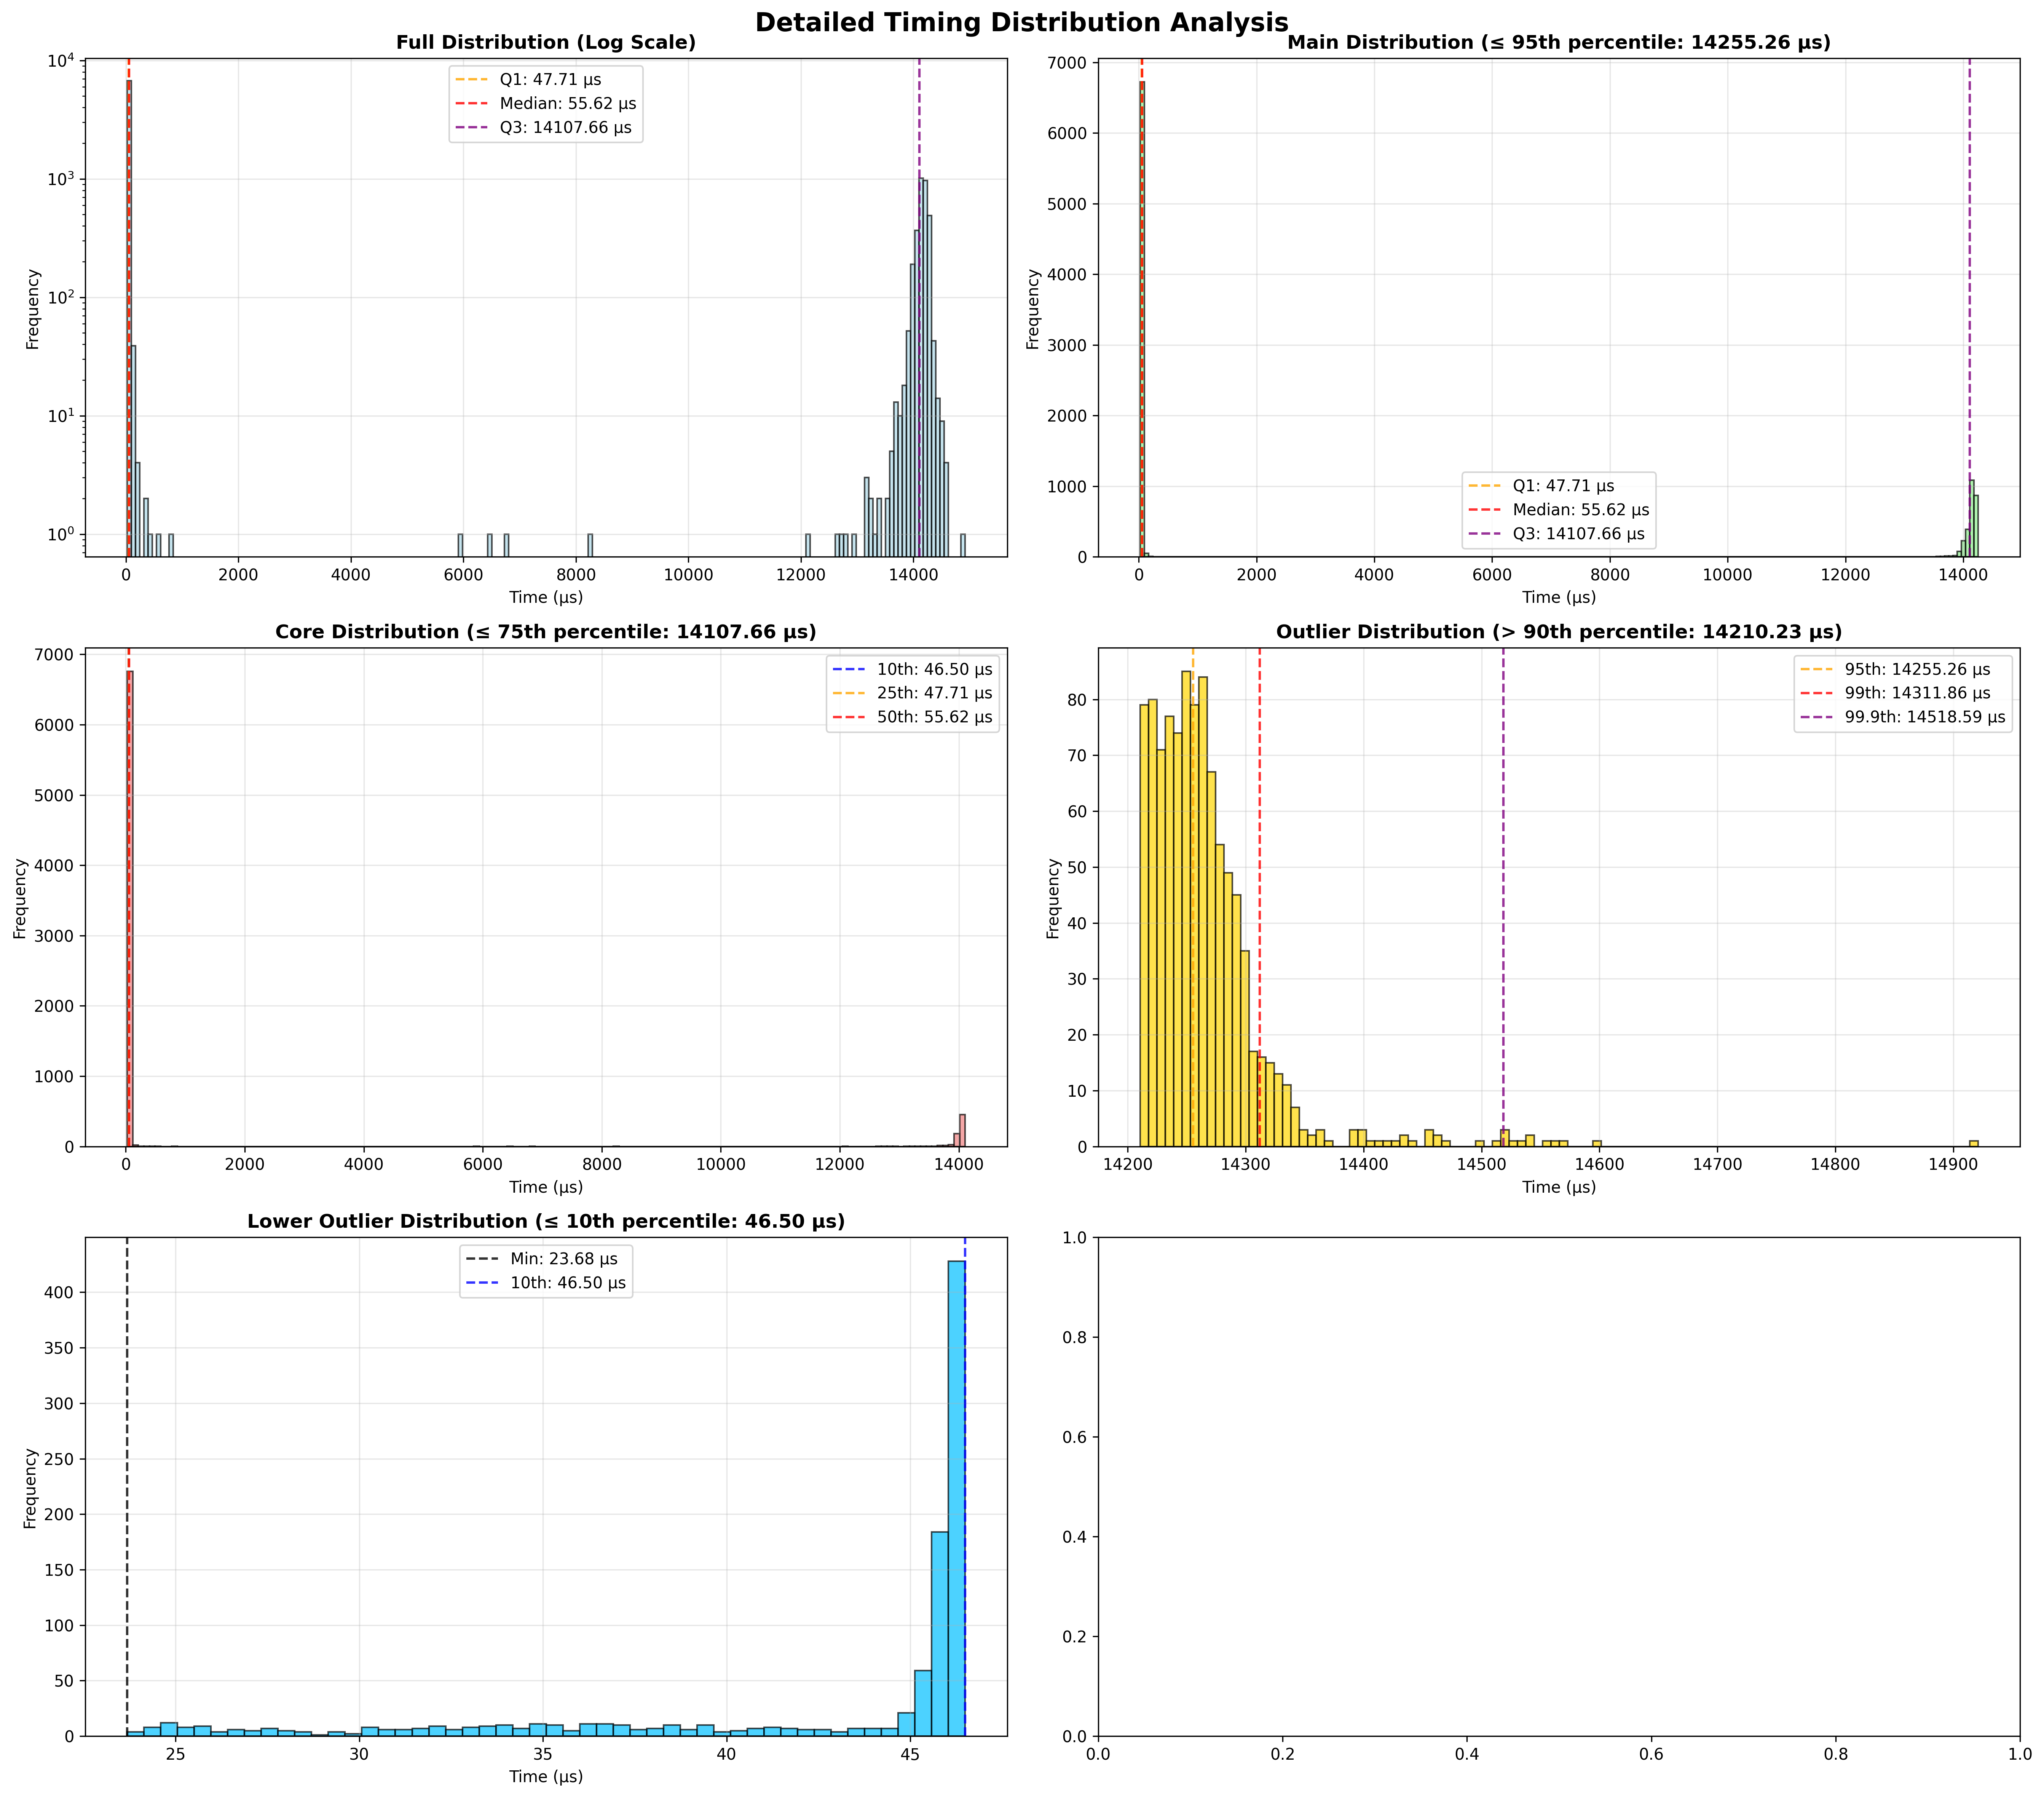 Detailed Timing Distribution Analysis
Full Distribution (Log Scale)
Q1: 47.71 µs
Median: 55.62 µs
Q3: 14107.66 µs
10⁴
10³
10²
10¹
10⁰
Frequency
0 2000 4000 6000 8000 10000 12000 14000
Time (µs)
Main Distribution (≤ 95th percentile: 14255.26 µs)
7000
6000
5000
4000
3000
2000
1000
0
Frequency
Q1: 47.71 µs
Median: 55.62 µs
Q3: 14107.66 µs
0 2000 4000 6000 8000 10000 12000 14000
Time (µs)
Core Distribution (≤ 75th percentile: 14107.66 µs)
10th: 46.50 µs
25th: 47.71 µs
50th: 55.62 µs
7000
6000
5000
4000
3000
2000
1000
0
Frequency
0 2000 4000 6000 8000 10000 12000 14000
Time (µs)
Outlier Distribution (> 90th percentile: 14210.23 µs)
95th: 14255.26 µs
99th: 14311.86 µs
99.9th: 14518.59 µs
80
70
60
50
40
30
20
10
0
Frequency
14200 14300 14400 14500 14600 14700 14800 14900
Time (µs)
Lower Outlier Distribution (≤ 10th percentile: 46.50 µs)
Min: 23.68 µs
10th: 46.50 µs
400
350
300
250
200
150
100
50
0
Frequency
25 30 35 40 45
Time (µs)
1.0
0.8
0.6
0.4
0.2
0.0
0.0 0.2 0.4 0.6 0.8 1.0